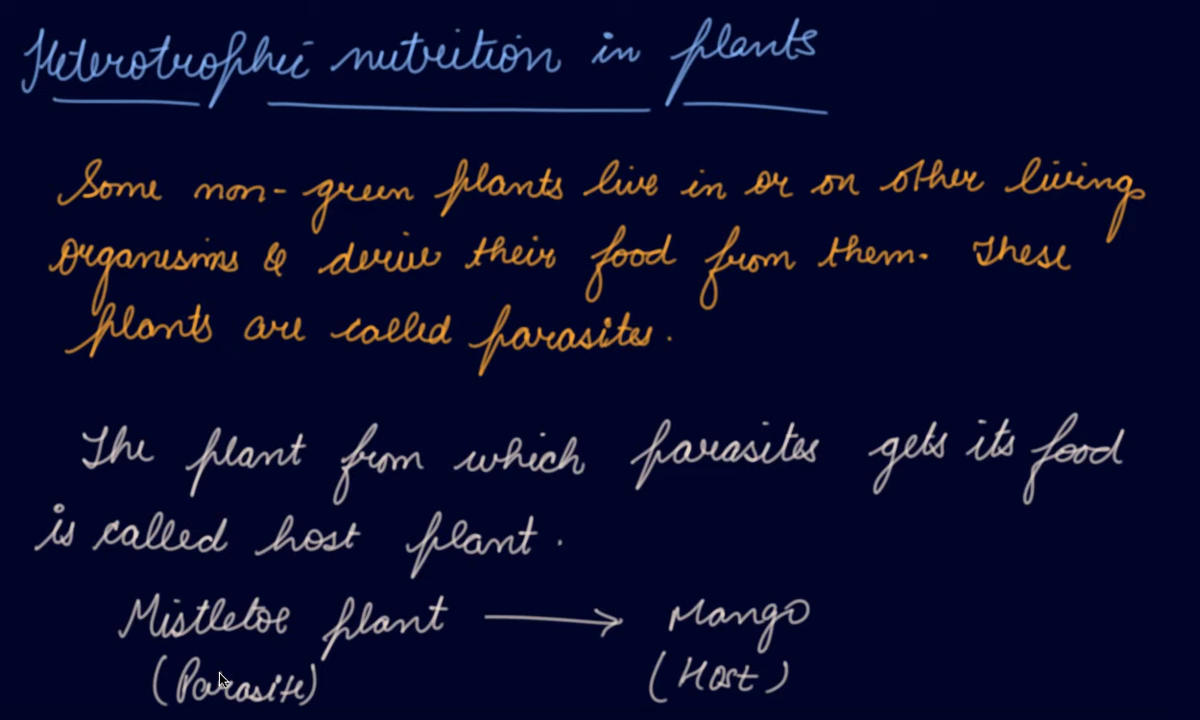 Heterotrophic nutrition in plants
Some non-green plants live in or on other living
organisms & derive their food from them. These
plants are called parasites.
The plant from which parasites gets its food
is called host plant.
Mistletoe plant → Mango
(Parasite) (Host)